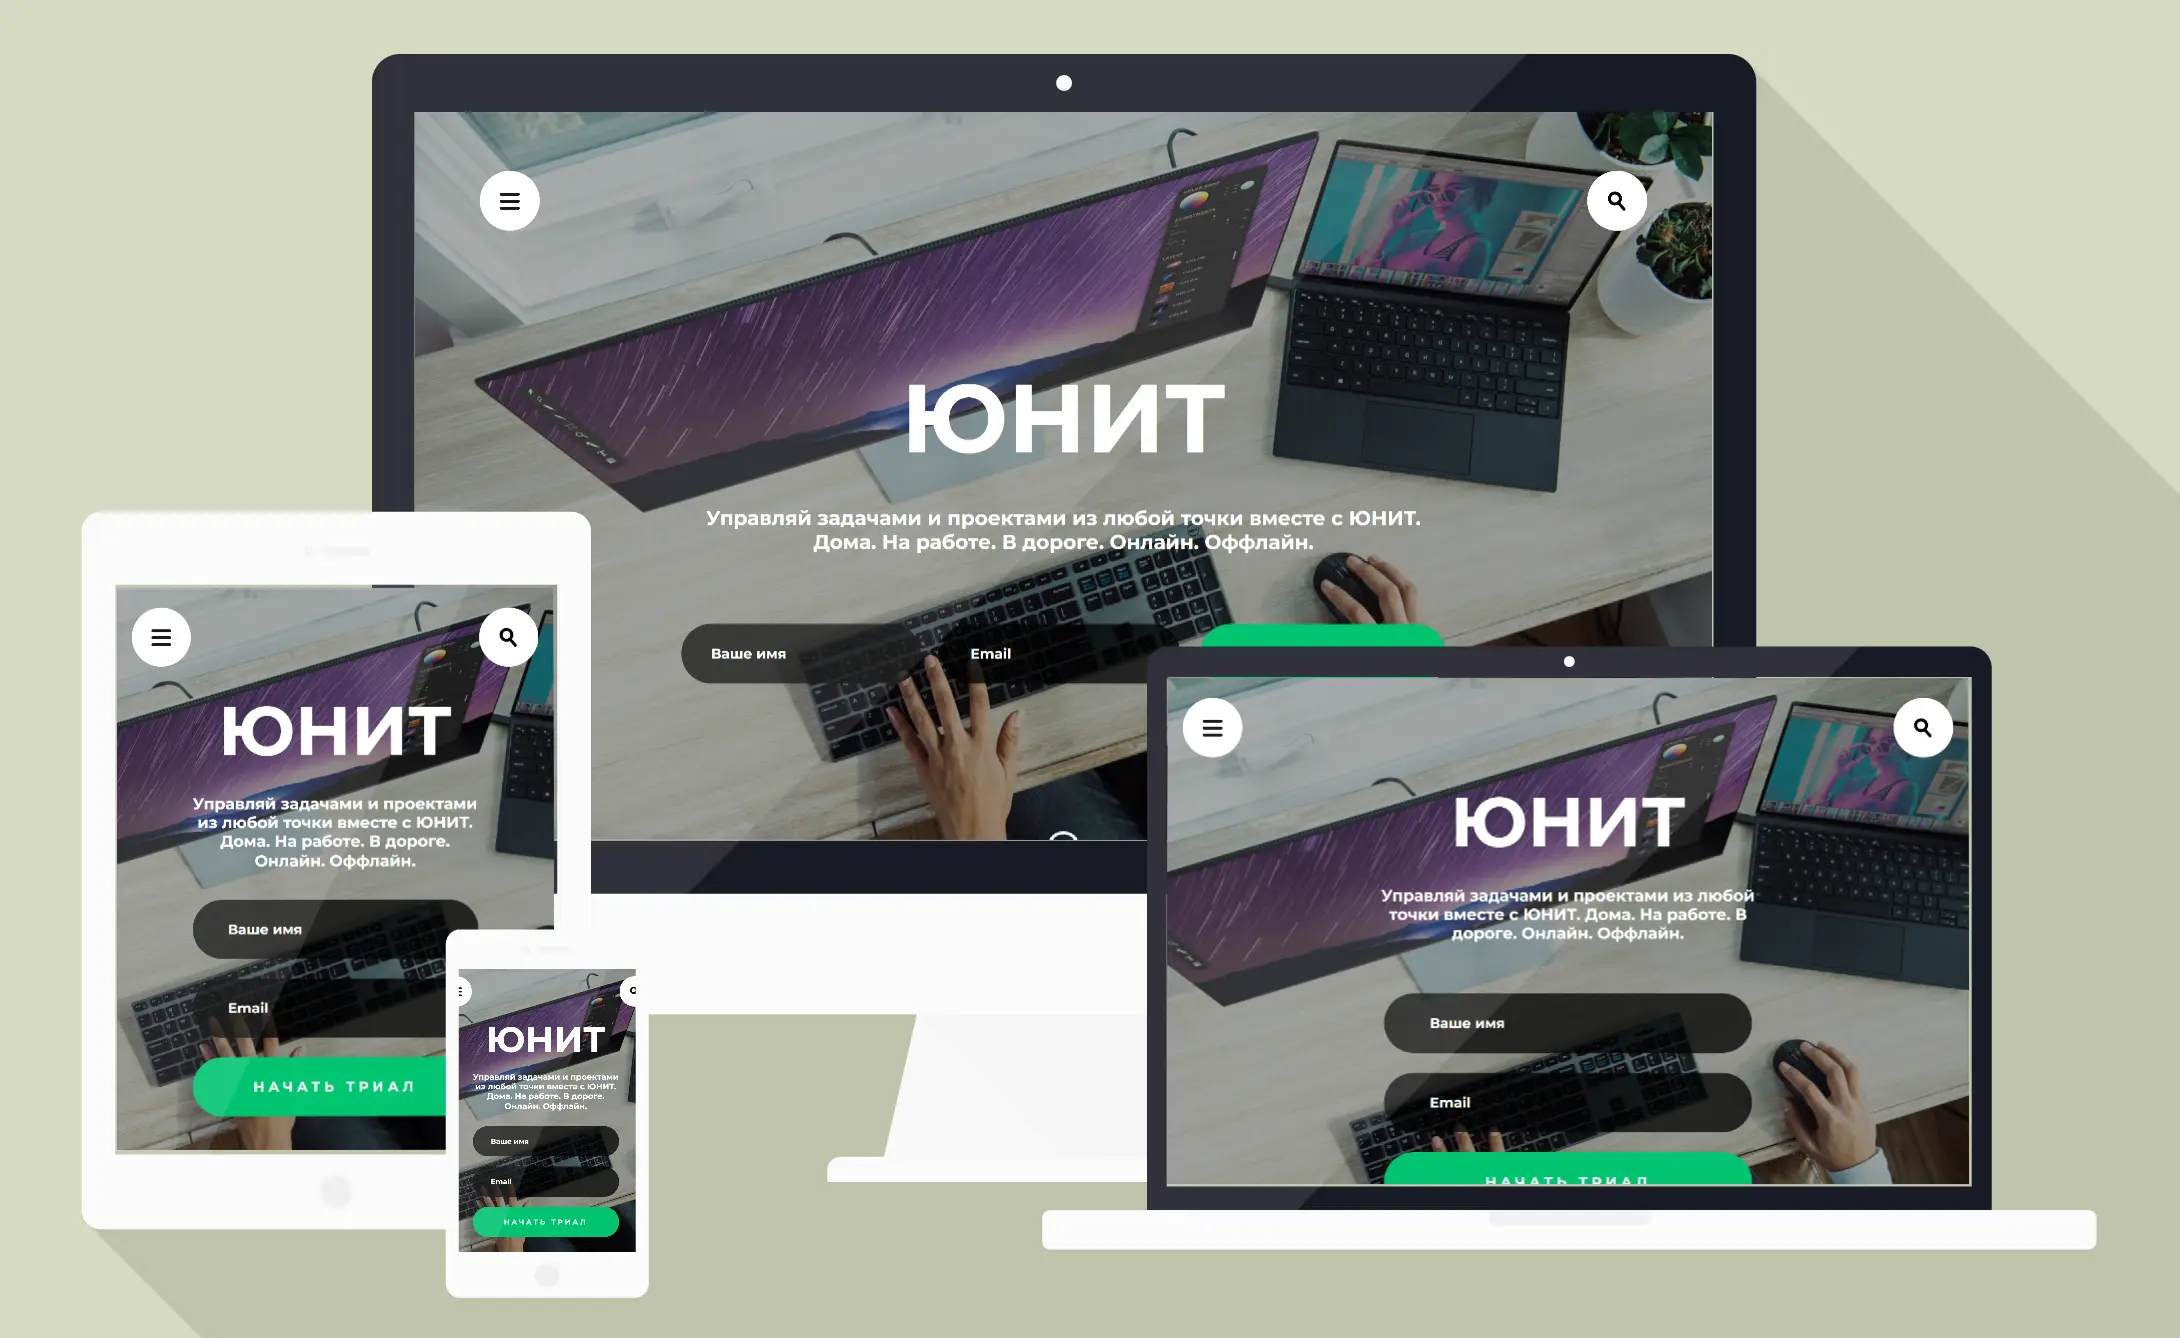 ЮНИТ
Управляй задачами и проектами из любой точки вместе с ЮНИТ.
Дома. На работе. В дороге. Онлайн. Оффлайн.
Ваше имя
Email
ЮНИТ
Управляй задачами и проектами
из любой точки вместе с ЮНИТ.
Дома. На работе. В дороге.
Онлайн. Оффлайн.
Ваше имя
Email
НАЧАТЬ ТРИАЛ
ЮНИТ
Управляй задачами и проектами
из любой точки вместе с ЮНИТ.
Дома. На работе. В дороге.
Онлайн. Оффлайн.
Ваше имя
Email
НАЧАТЬ ТРИАЛ
ЮНИТ
Управляй задачами и проектами из любой
точки вместе с ЮНИТ. Дома. На работе. В
дороге. Онлайн. Оффлайн.
Ваше имя
Email
НАЧАТЬ ТРИАЛ